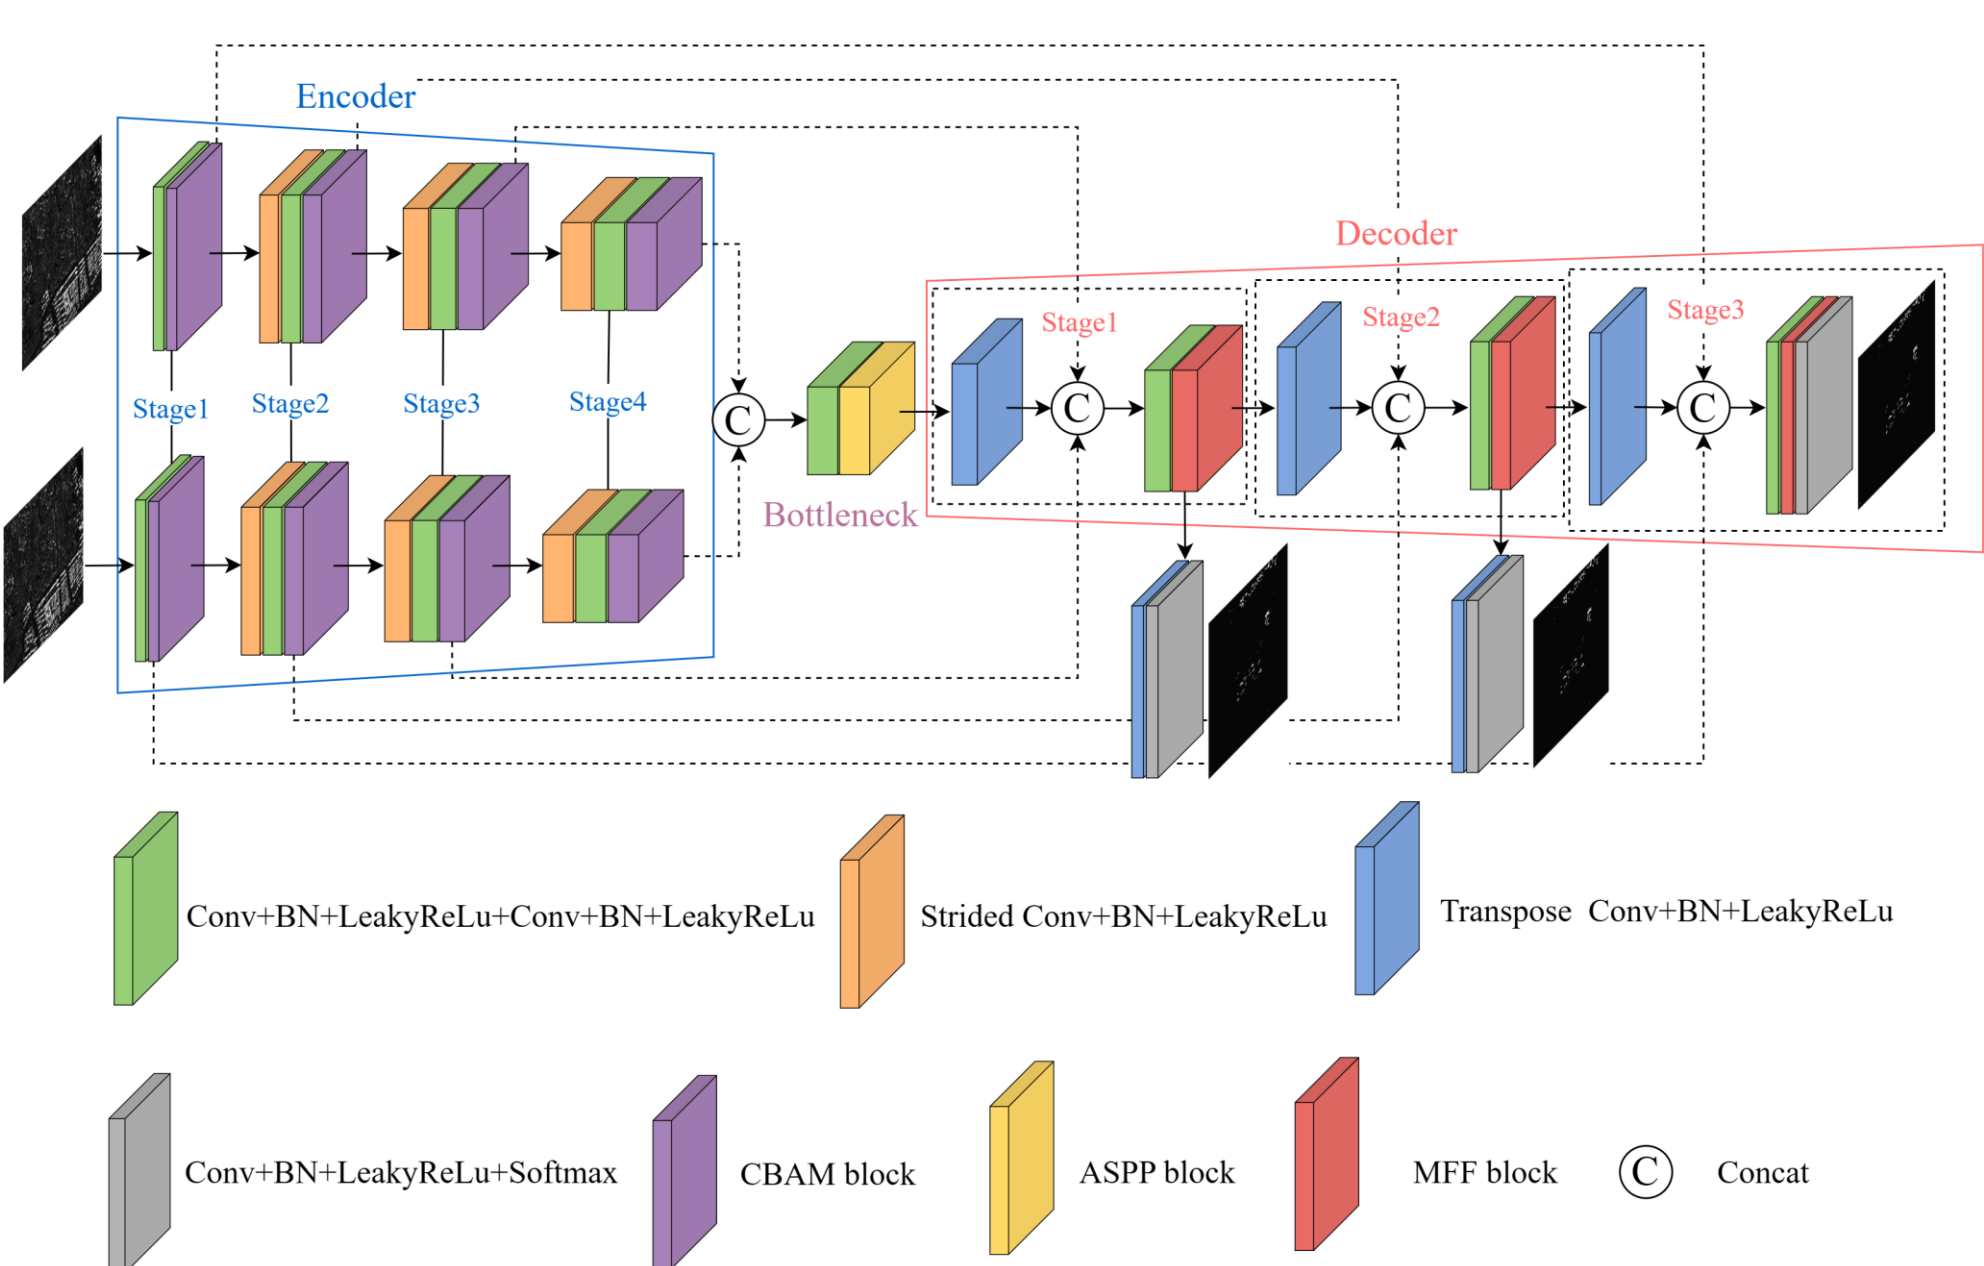 Encoder
Decoder
Stage1
Stage2
Stage3
Stage1
Stage2
Stage3
Stage4
C
C
C
C
Bottleneck
Conv+BN+LeakyReLu+Conv+BN+LeakyReLu
Strided Conv+BN+LeakyReLu
Transpose Conv+BN+LeakyReLu
Conv+BN+LeakyReLu+Softmax
CBAM block
ASPP block
MFF block
C
Concat